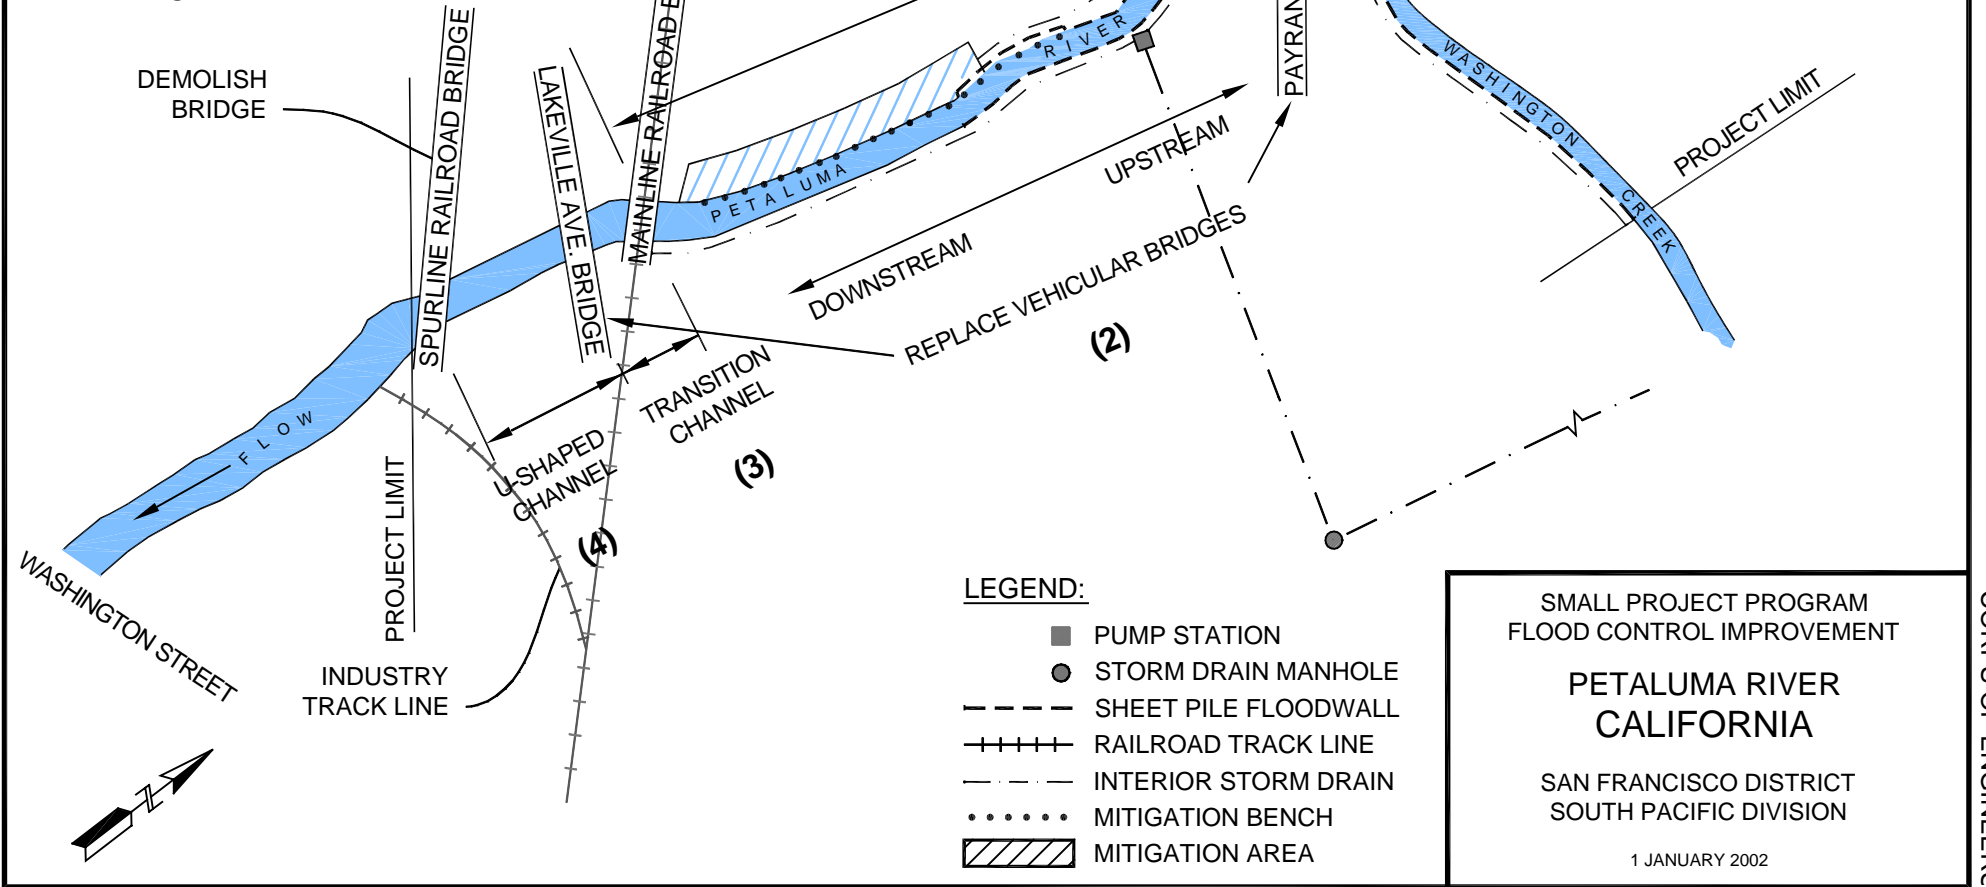 DEMOLISH
BRIDGE
SPURLINE RAILROAD BRIDGE
LAKEVILLE AVE. BRIDGE
MAINLINE RAILROAD
PETALUMA
RIVER
WASHINGTON
CREEK
PROJECT LIMIT
UPSTREAM
DOWNSTREAM
REPLACE VEHICULAR BRIDGES
(2)
TRANSITION
CHANNEL
(3)
U-SHAPED
CHANNEL
(4)
FLOW
PROJECT LIMIT
WASHINGTON STREET
INDUSTRY
TRACK LINE
N
LEGEND:
PUMP STATION
STORM DRAIN MANHOLE
SHEET PILE FLOODWALL
RAILROAD TRACK LINE
INTERIOR STORM DRAIN
MITIGATION BENCH
MITIGATION AREA
SMALL PROJECT PROGRAM
FLOOD CONTROL IMPROVEMENT
PETALUMA RIVER
CALIFORNIA
SAN FRANCISCO DISTRICT
SOUTH PACIFIC DIVISION
1 JANUARY 2002